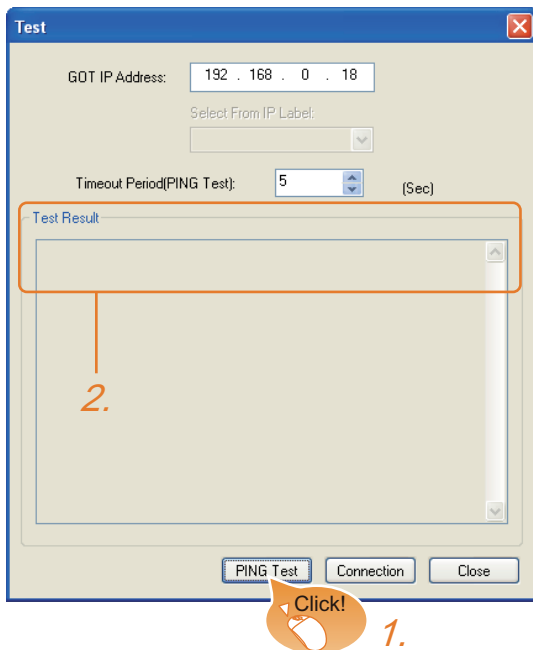 Test
GOT IP Address: 192 . 168 . 0 . 18
Select From IP Label:
Timeout Period(PING Test): 5 (Sec)
Test Result
2.
PING Test Connection Close
Click!
1.